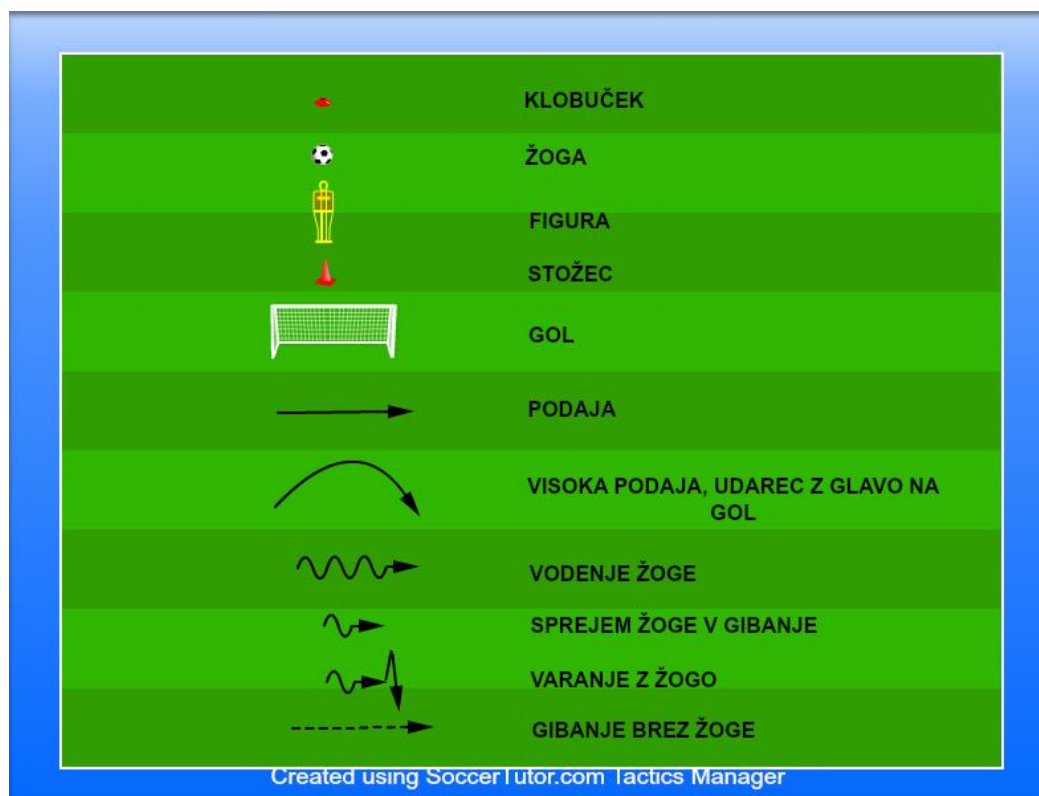 KLOBUČEK
ŽOGA
FIGURA
STOŽEC
GOL
PODAJA
VISOKA PODAJA, UDAREC Z GLAVO NA
GOL
VODENJE ŽOGE
SPREJEM ŽOGE V GIBANJE
VARANJE Z ŽOGO
GIBANJE BREZ ŽOGE
Created using SoccerTutor.com Tactics Manager